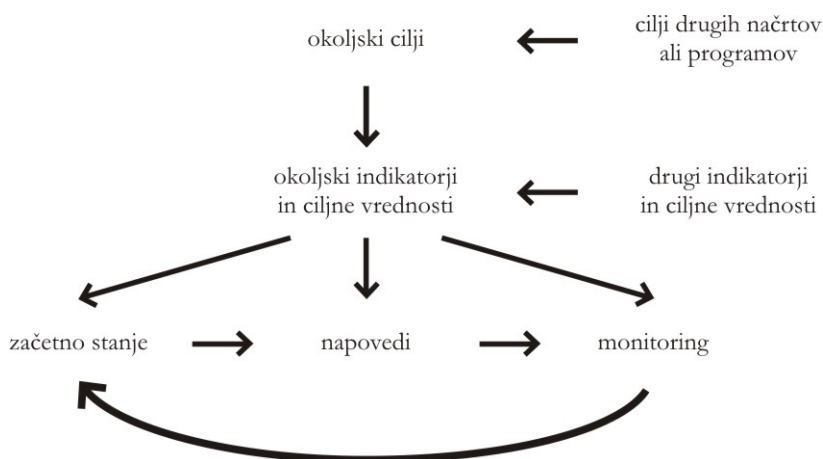 okoljski cilji
cilji drugih načrtov
ali programov
okoljski indikatorji
in ciljne vrednosti
drugi indikatorji
in ciljne vrednosti
začetno stanje
napovedi
monitoring